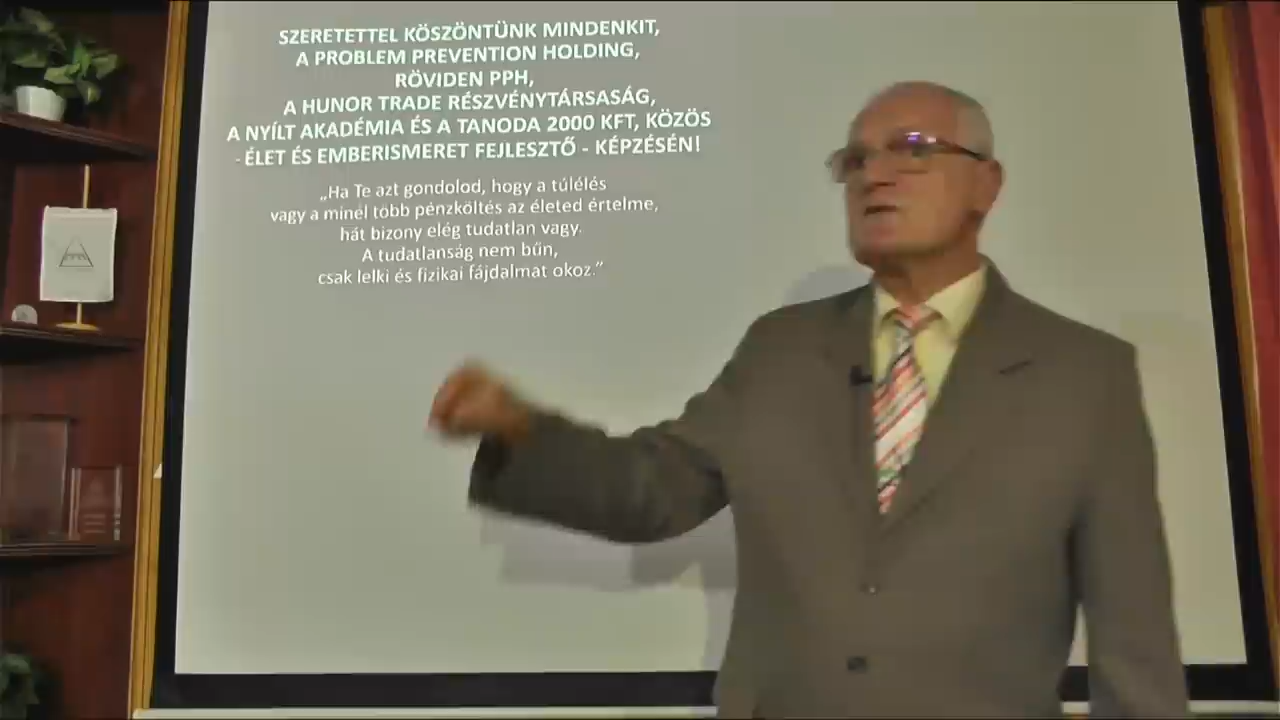 SZERETETTEL KÖSZÖNTÜNK MINDENKIT,
A PROBLEM PREVENTION HOLDING,
RÖVIDEN PPH,
A HUNOR TRADE RÉSZVÉNYTÁRSASÁG,
A NYÍLT AKADÉMIA ÉS A TANODA 2000 KFT, KÖZÖS
- ÉLET ÉS EMBERISMERET FEJLESZTŐ - KÉPZÉSÉN!
„Ha Te azt gondolod, hogy a túlélés
vagy a minél több pénzköltés az életed értelme,
hát bizony elég tudatlan vagy.
A tudatlanság nem bűn,
csak lelki és fizikai fájdalmat okoz.”